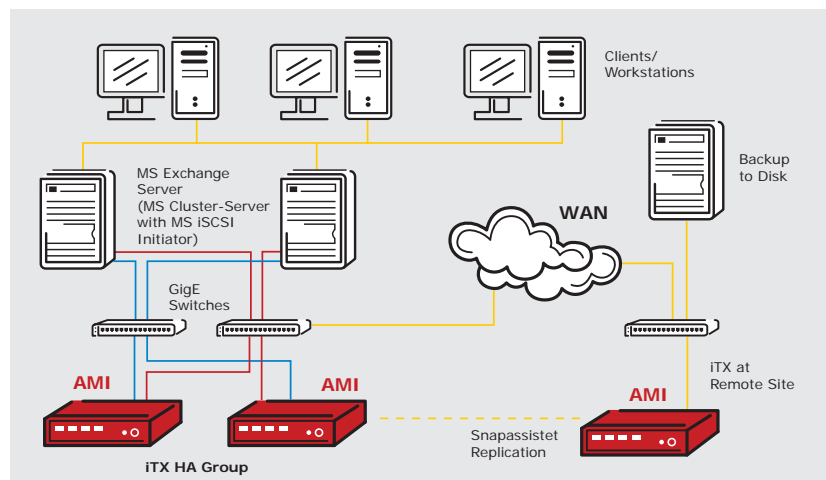 Clients/
Workstations
MS Exchange
Server
(MS Cluster-Server
with MS iSCSI
Initiator)
Backup
to Disk
WAN
GigE
Switches
AMI
AMI
iTX at
Remote Site
AMI
Snapassistet
Replication
iTX HA Group